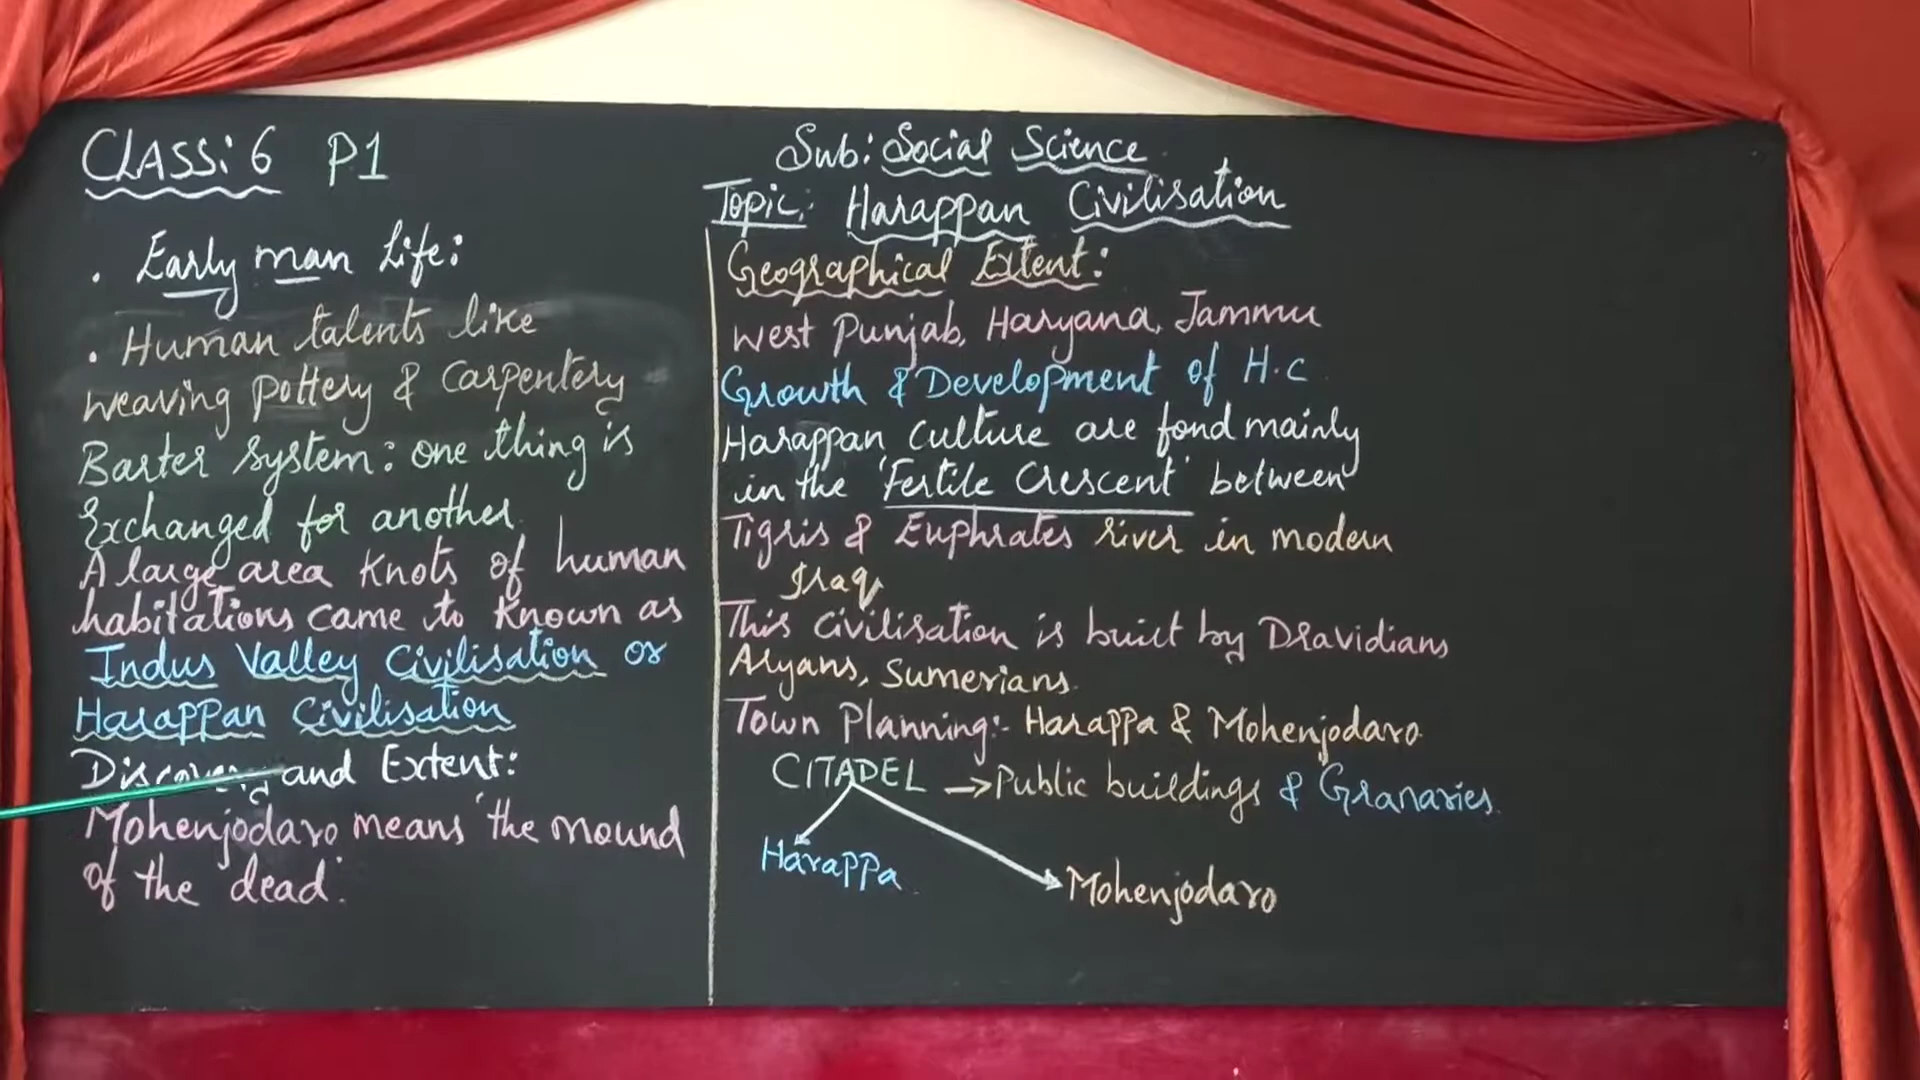 CLASS: 6 P1
. Early man Life:
. Human talents like
weaving pottery & Carpentery
Barter System: one thing is
Exchanged for another
A large area Knots of human
habitations came to Known as
Indus Valley Civilisation or
Harappan Civilisation
Discovery and Extent:
Mohenjodaro means 'the mound
of the dead'.
Sub: Social Science
Topic: Harappan Civilisation
Geographical Extent:
West Punjab, Haryana, Jammu
Growth & Development of H.C
Harappan Culture are fond mainly
in the 'Fertile Crescent' between
Tigris & Euphrates river in modern
Iraq
This Civilisation is built by Dravidians
Aryans, Sumerians.
Town Planning:- Harappa & Mohenjodaro
CITADEL → Public buildings & Granaries.
Harappa
Mohenjodaro